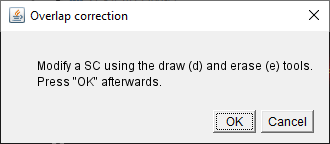 Overlap correction
Modify a SC using the draw (d) and erase (e) tools.
Press "OK" afterwards.
OK
Cancel